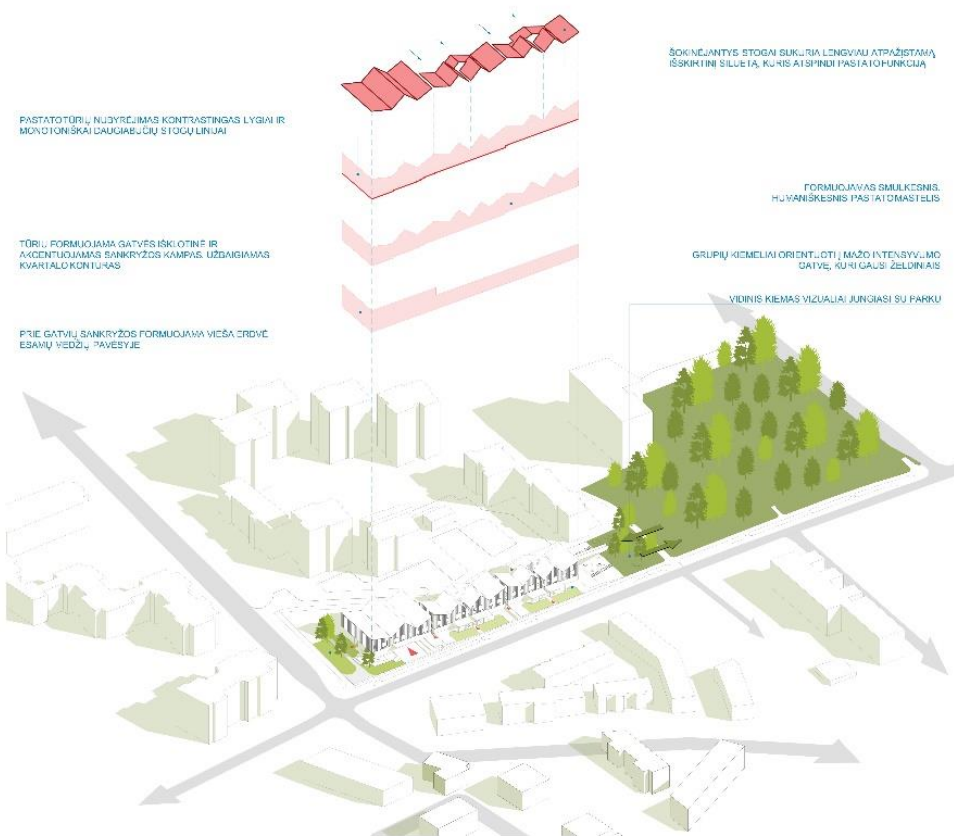 ŠOKINĖJANTYS STOGAI SUKURIA LENGVIAU ATPAŽĮSTAMĄ
IŠSKIRTINĮ SILUETĄ, KURIS ATSPINDI PASTATO FUNKCIJĄ
PASTATO TŪRIŲ NUBYRĖJIMAS KONTRASTINGAS LYGIAI IR
MONOTONIŠKAI DAUGIABUČIŲ STOGŲ LINIJAI
FORMUOJAMAS SMULKESNIS,
HUMANIŠKESNIS PASTATO MASTELIS
TŪRIU FORMUOJAMA GATVĖS IŠKLOTINĖ IR
AKCENTUOJAMAS SANKRYŽOS KAMPAS, UŽBAIGIAMAS
KVARTALO KONTŪRAS
GRUPIŲ KIEMELIAI ORIENTUOTI Į MAŽO INTENSYVUMO
GATVĘ, KURI GAUSI ŽELDINIAIS
VIDINIS KIEMAS VIZUALIAI JUNGIASI SU PARKU
PRIE GATVIŲ SANKRYŽOS FORMUOJAMA VIEŠA ERDVĖ
ESAMŲ MEDŽIŲ PAVĖSYJE